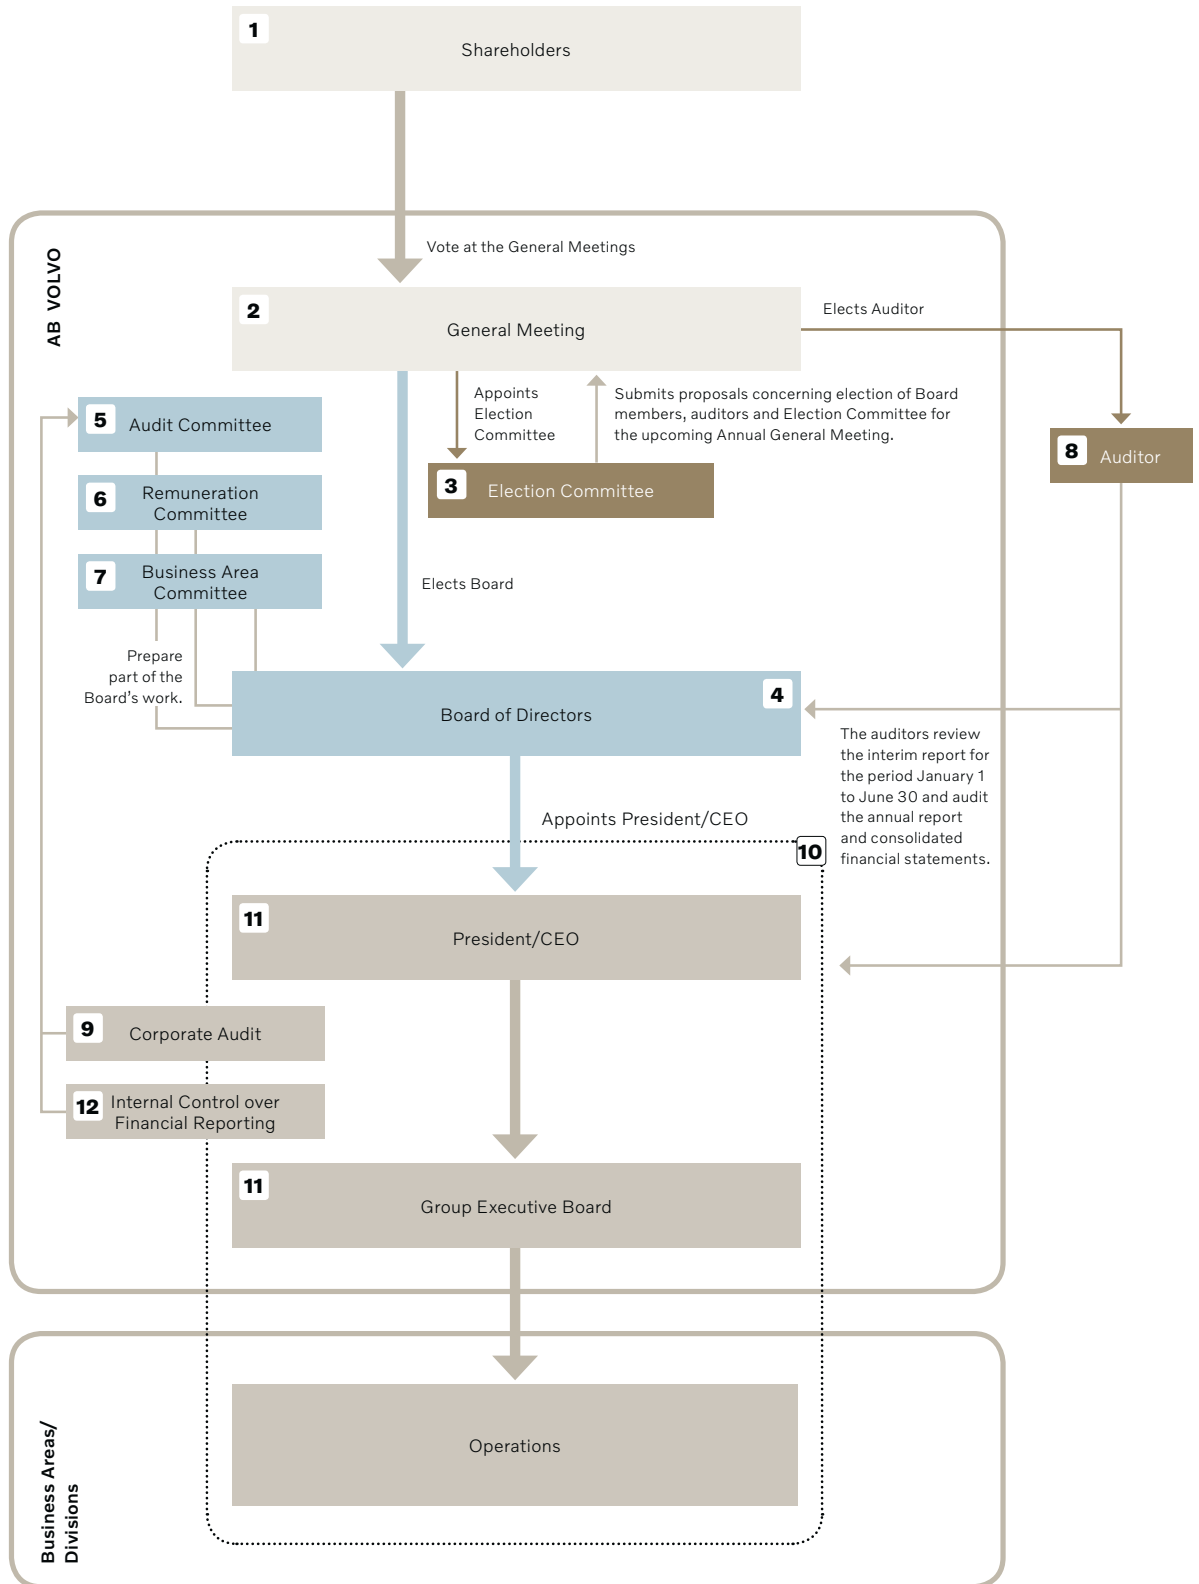 1
Shareholders
AB VOLVO
Vote at the General Meetings
2
General Meeting
Elects Auditor
Appoints
Election
Committee
Submits proposals concerning election of Board
members, auditors and Election Committee for
the upcoming Annual General Meeting.
5
Audit Committee
8
Auditor
3
Election Committee
6
Remuneration
Committee
7
Business Area
Committee
Elects Board
Prepare
part of the
Board's work.
4
Board of Directors
The auditors review
the interim report for
the period January 1
to June 30 and audit
the annual report
and consolidated
financial statements.
Appoints President/CEO
10
11
President/CEO
9
Corporate Audit
12
Internal Control over
Financial Reporting
11
Group Executive Board
Business Areas/
Divisions
Operations